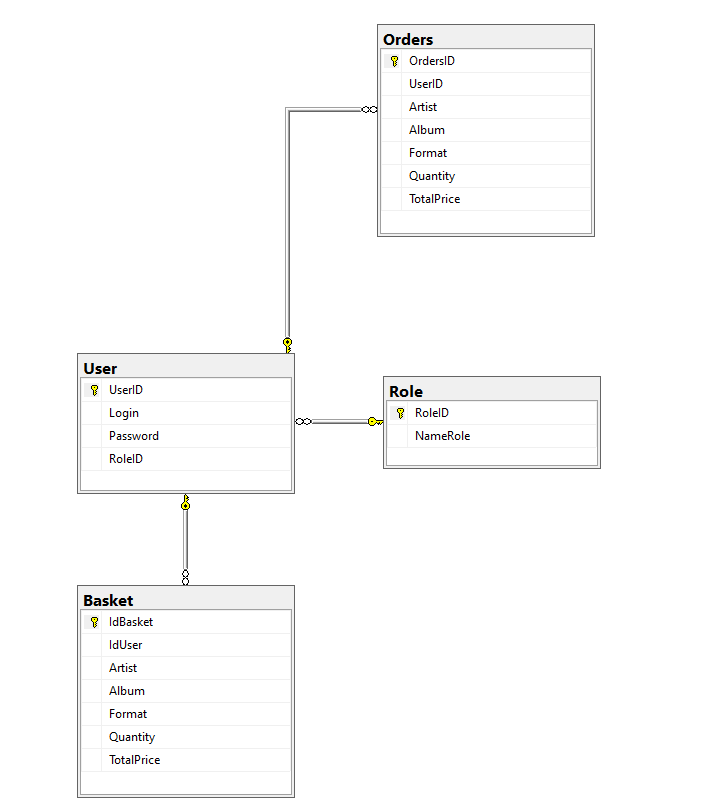 Orders
OrdersID
UserID
Artist
Album
Format
Quantity
TotalPrice
User
UserID
Login
Password
RoleID
Role
RoleID
NameRole
Basket
IdBasket
IdUser
Artist
Album
Format
Quantity
TotalPrice